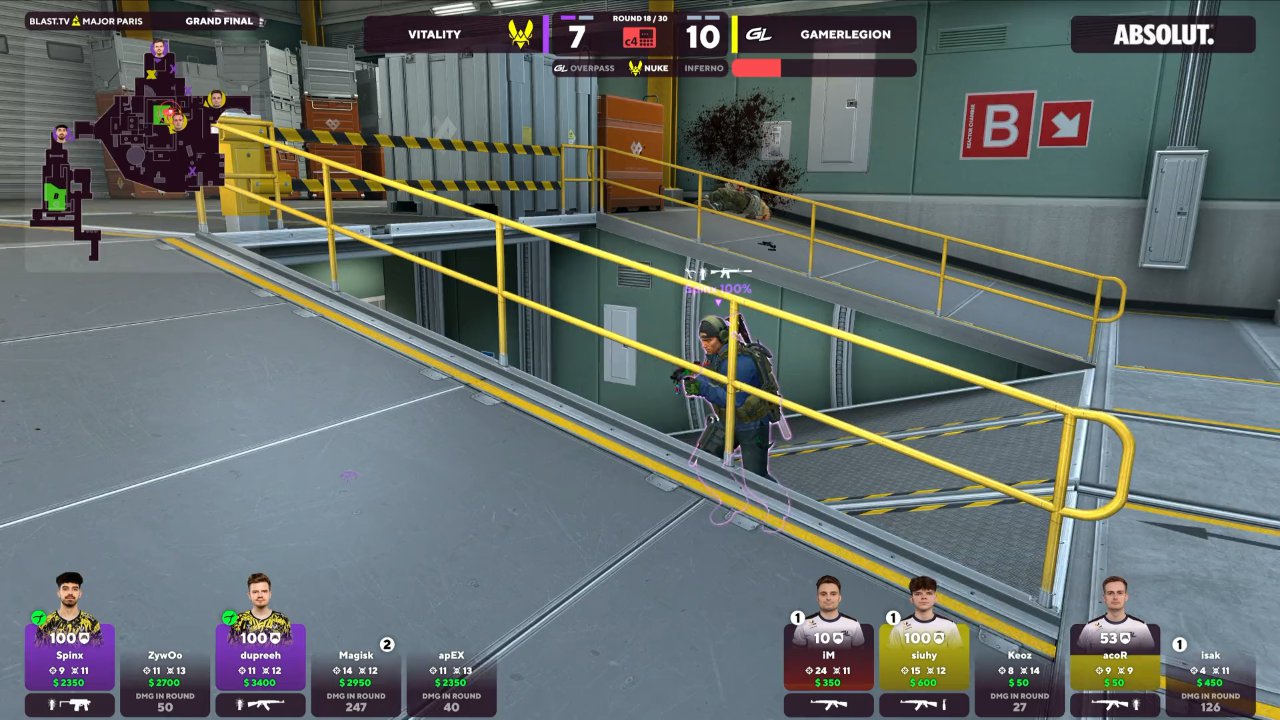 BLAST.TV MAJOR PARIS GRAND FINAL
VITALITY 7 ROUND 18 / 30 10 GL GAMERLEGION
C4
GL OVERPASS NUKE INFERNO
ABSOLUT.
REACTOR CHAMBER B
Spinx 100%
100 100 2 1 10 1 100 53 1
Spinx ZywOo dupreeh Magisk apEX iM siuhy Keoz acoR isak
9 11 11 13 11 12 14 12 11 13 24 11 15 12 8 14 9 9 4 11
$2350 $2700 $3400 $2950 $2350 $350 $600 $50 $50 $450
DMG IN ROUND DMG IN ROUND DMG IN ROUND DMG IN ROUND DMG IN ROUND
50 247 40 27 126